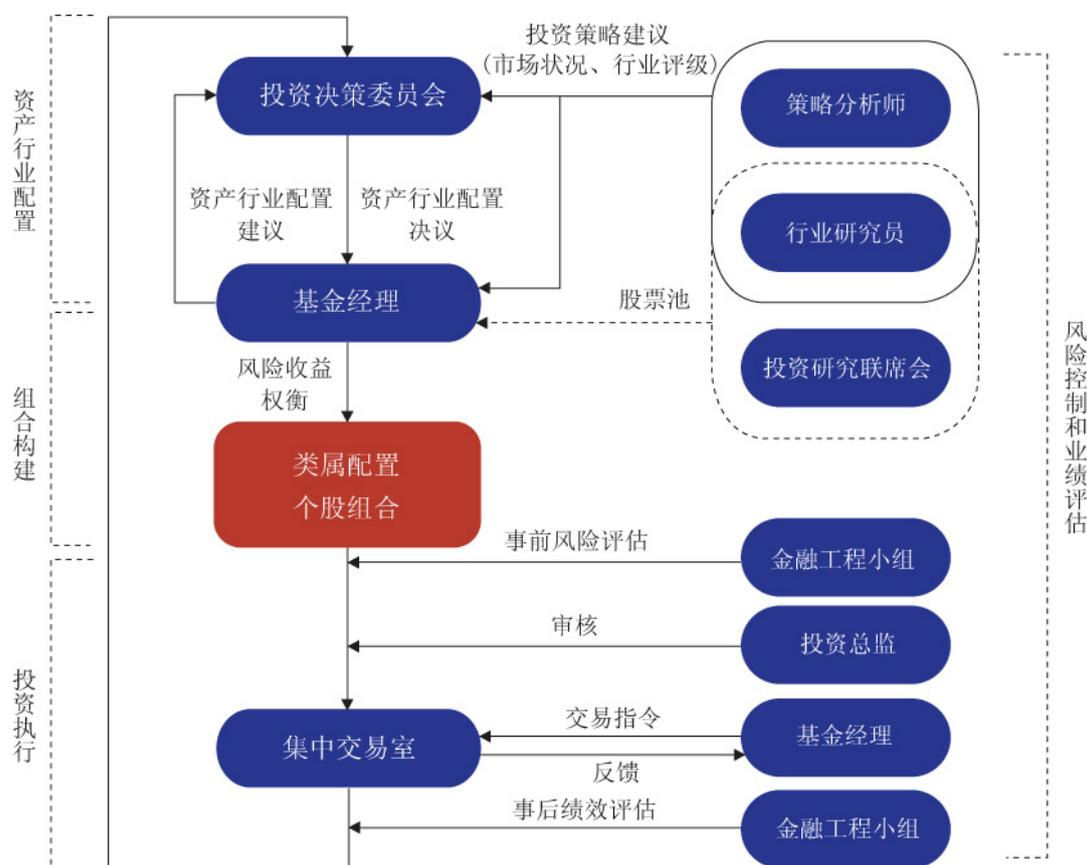 投资策略建议
(市场状况、行业评级)
投资决策委员会
策略分析师
资产行业配置
资产行业配置
建议
资产行业配置
决议
行业研究员
基金经理
股票池
投资研究联席会
风险收益
权衡
组合构建
类属配置
个股组合
风险控制和业绩评估
事前风险评估
金融工程小组
审核
投资总监
投资执行
集中交易室
交易指令
反馈
基金经理
事后绩效评估
金融工程小组